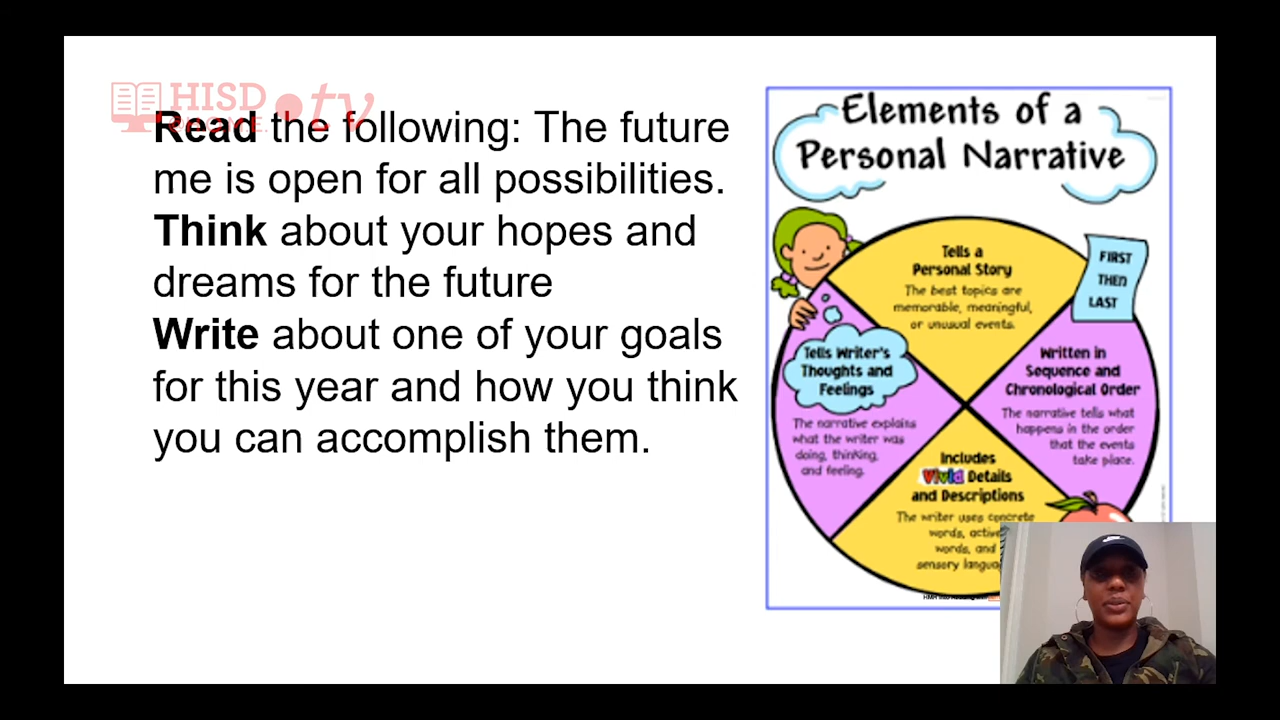 HISD
@H.O.M.E.
tv
Read the following: The future
me is open for all possibilities.
Think about your hopes and
dreams for the future
Write about one of your goals
for this year and how you think
you can accomplish them.
Elements of a
Personal Narrative
Tells a
Personal Story
The best topics are
memorable, meaningful,
or unusual events.
FIRST
THEN
LAST
Tells Writer's
Thoughts and
Feelings
The narrative explains
what the writer was
doing, thinking,
and feeling.
Written in
Sequence and
Chronological Order
The narrative tells what
happens in the order
that the events
take place.
Includes
Vivid Details
and Descriptions
The writer uses concrete
words, active
words, and
sensory